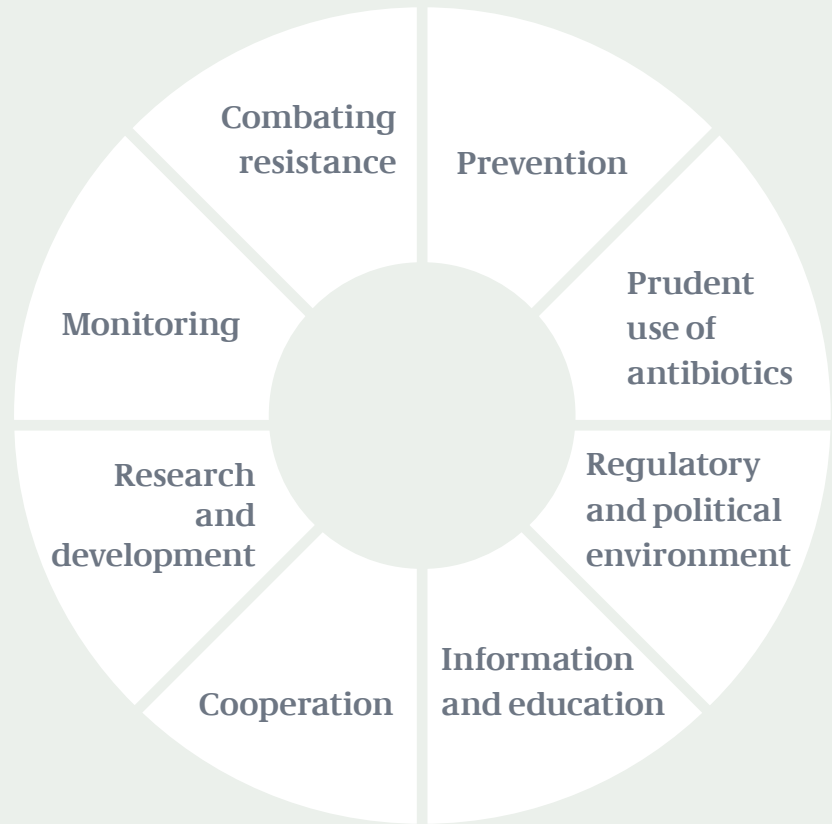 Combating
resistance
Prevention
Monitoring
Prudent
use of
antibiotics
Research
and
development
Regulatory
and political
environment
Cooperation
Information
and education